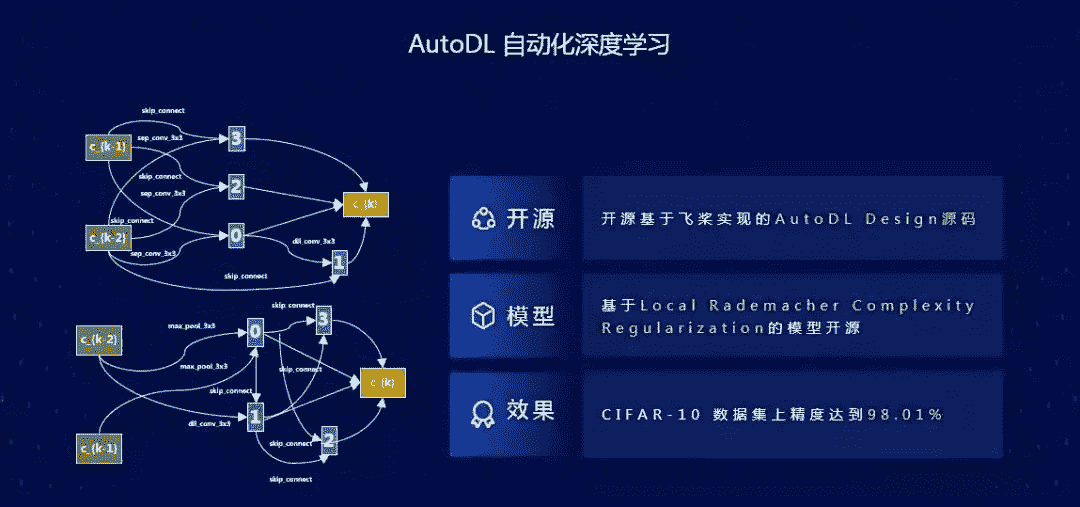 AutoDL 自动化深度学习
skip_connect
c_{k-1}
sep_conv_3x3
3
skip_connect
2
sep_conv_3x3
c_{k}
skip_connect
c_{k-2}
0
dil_conv_3x3
sep_conv_3x3
1
skip_connect
skip_connect
max_pool_3x3
3
c_{k-2}
0
max_pool_3x3
skip_connect
c_{k}
skip_connect
1
dil_conv_3x3
skip_connect
2
c_{k-1}
skip_connect
开源
开源基于飞桨实现的AutoDL Design源码
模型
基于Local Rademacher Complexity
Regularization的模型开源
效果
CIFAR-10 数据集上精度达到98.01%